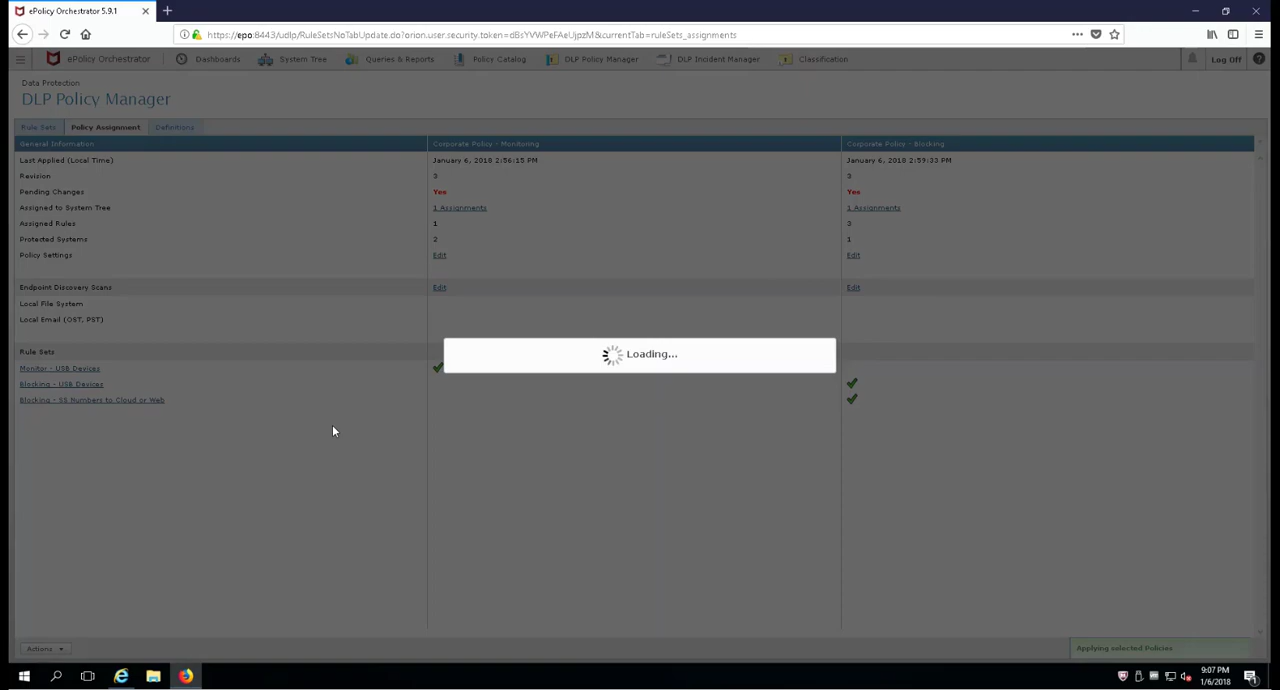 ePolicy Orchestrator 5.9.1
https://epo:8443/udlp/RuleSetsNoTabUpdate.do?orion.user.security.token=dBsYVWPeFAeUjpzM&currentTab=ruleSets_assignments
ePolicy Orchestrator Dashboards System Tree Queries & Reports Policy Catalog DLP Policy Manager DLP Incident Manager Classification Log Off ?
Data Protection
DLP Policy Manager
Rule Sets Policy Assignment Definitions
General Information Corporate Policy - Monitoring Corporate Policy - Blocking
Last Applied (Local Time) January 6, 2018 2:56:15 PM January 6, 2018 2:59:33 PM
Revision 3 3
Pending Changes Yes Yes
Assigned to System Tree 1 Assignments 1 Assignments
Assigned Rules 1 3
Protected Systems 2 1
Policy Settings Edit Edit
Endpoint Discovery Scans Edit Edit
Local File System
Local Email (OST, PST)
Loading...
Rule Sets
Monitor - USB Devices
Blocking - USB Devices
Blocking - SS Numbers to Cloud or Web
Actions Applying selected Policies
9:07 PM
1/6/2018